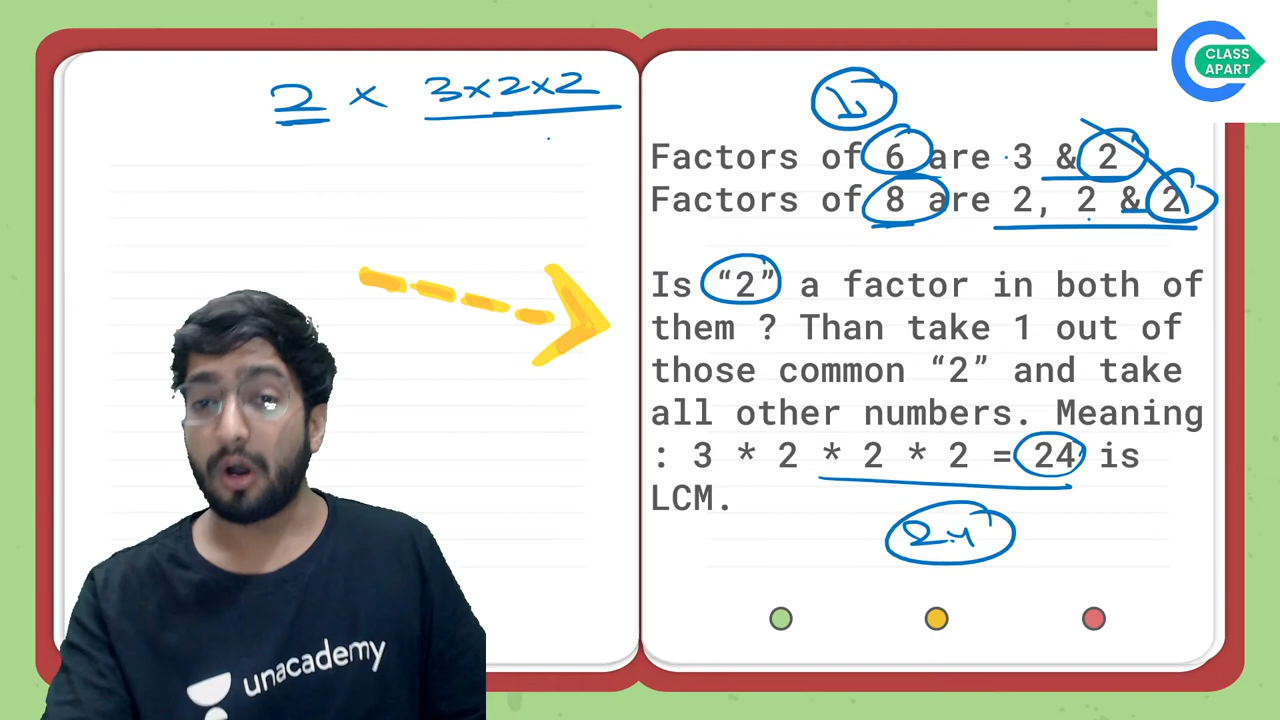 2 × 3×2×2
CLASS
APART
Factors of 6 are 3 & 2
Factors of 8 are 2, 2 & 2
Is “2” a factor in both of
them ? Than take 1 out of
those common “2” and take
all other numbers. Meaning
: 3 * 2 * 2 * 2 = 24 is
LCM.
24
unacademy